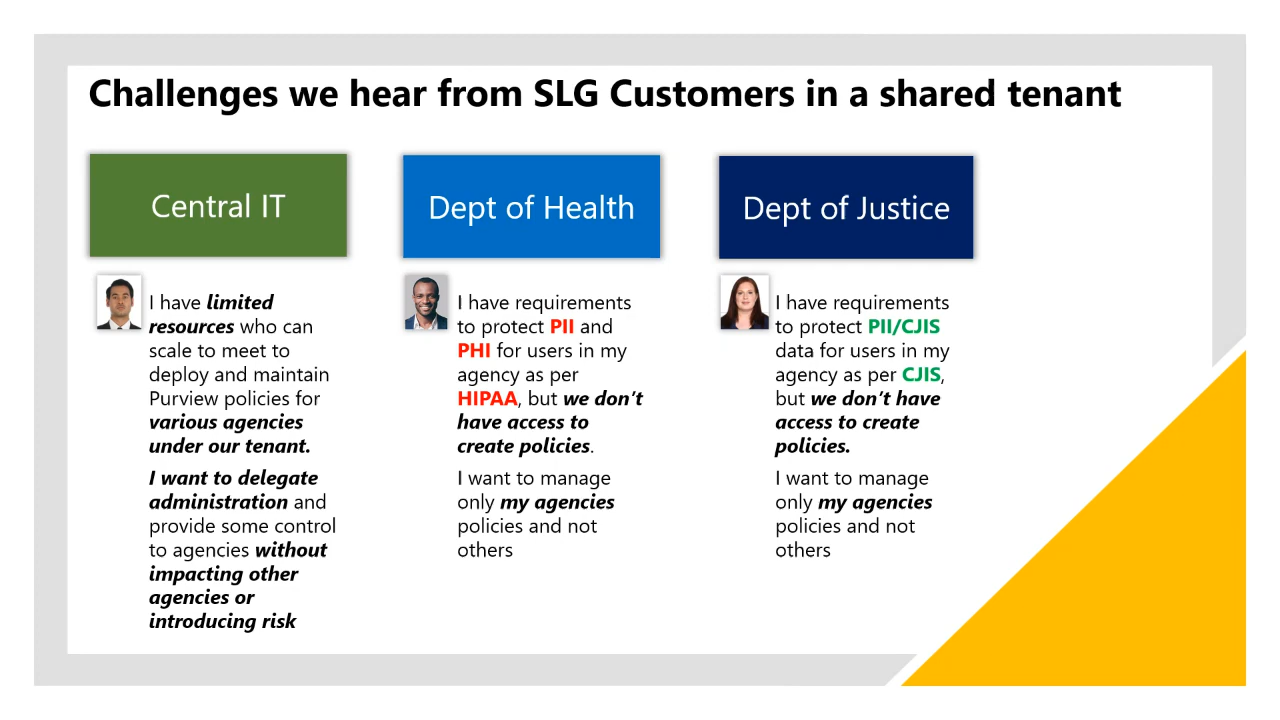 Challenges we hear from SLG Customers in a shared tenant
Central IT
I have limited
resources who can
scale to meet to
deploy and maintain
Purview policies for
various agencies
under our tenant.
I want to delegate
administration and
provide some control
to agencies without
impacting other
agencies or
introducing risk
Dept of Health
I have requirements
to protect PII and
PHI for users in my
agency as per
HIPAA, but we don't
have access to
create policies.
I want to manage
only my agencies
policies and not
others
Dept of Justice
I have requirements
to protect PII/CJIS
data for users in my
agency as per CJIS,
but we don't have
access to create
policies.
I want to manage
only my agencies
policies and not
others